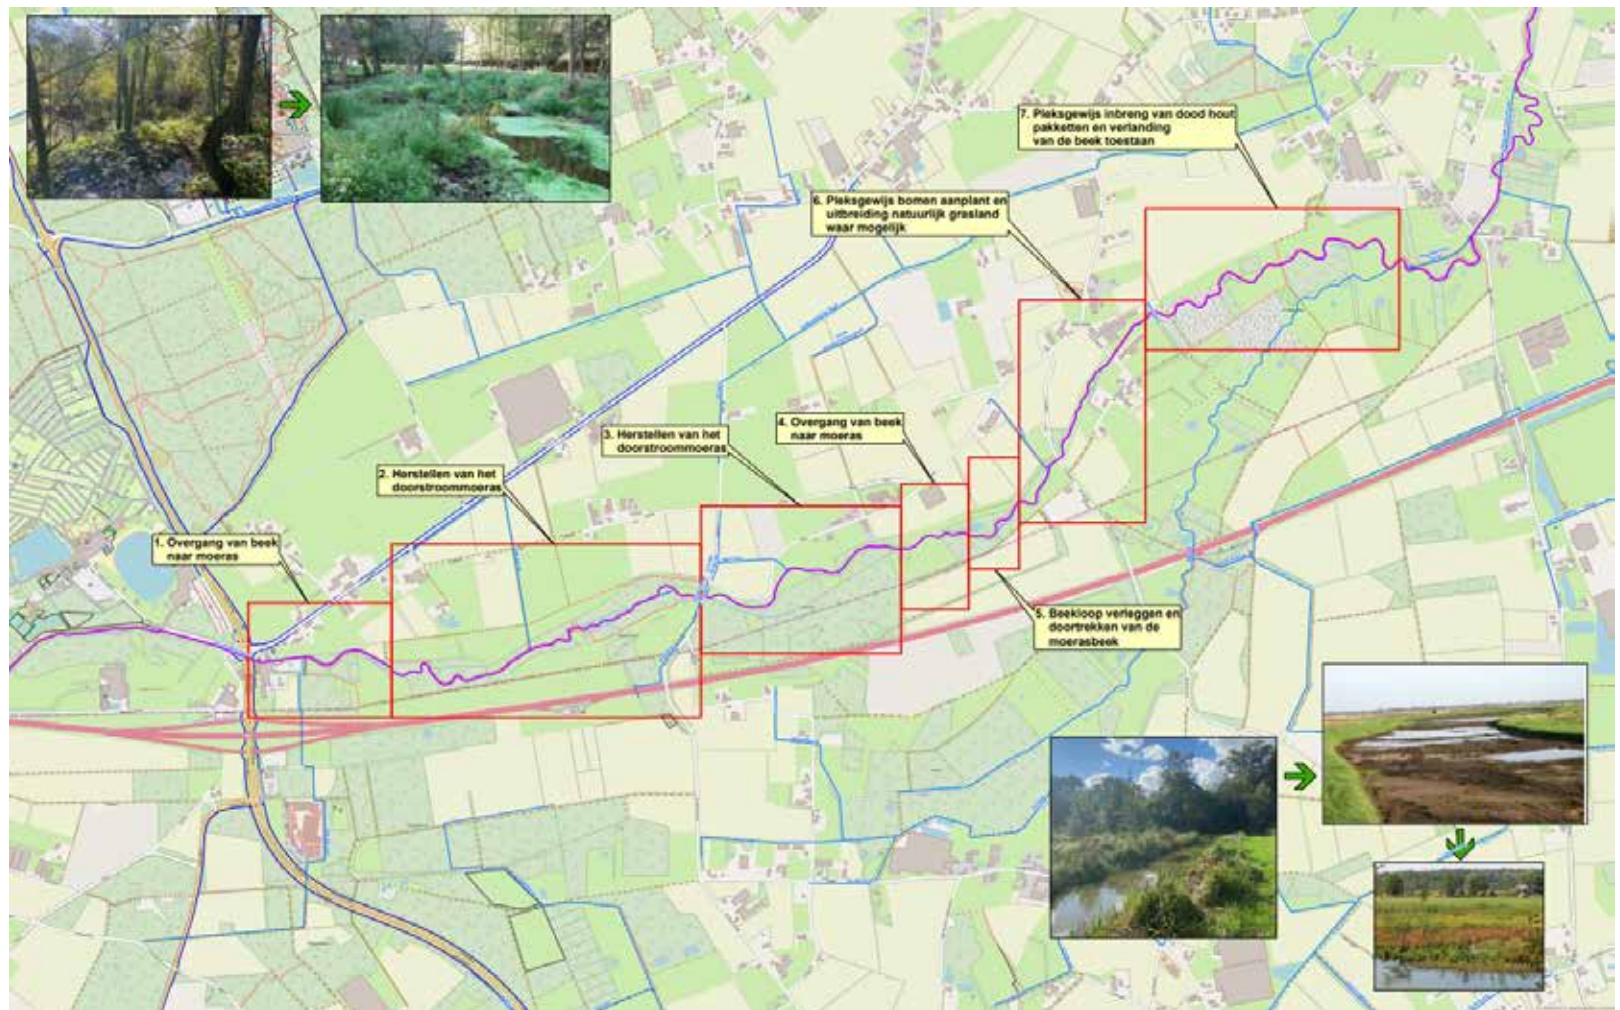 7. Pleksgewijs inbreng van dood hout
pakketten en verlanding
van de beek toestaan
6. Pleksgewijs bomen aanplant en
uitbreiding natuurlijk grasland
waar mogelijk
4. Overgang van beek
naar moeras
3. Herstellen van het
doorstroommoeras
2. Herstellen van het
doorstroommoeras
1. Overgang van beek
naar moeras
5. Beekloop verleggen en
doortrekken van de
moerasbeek